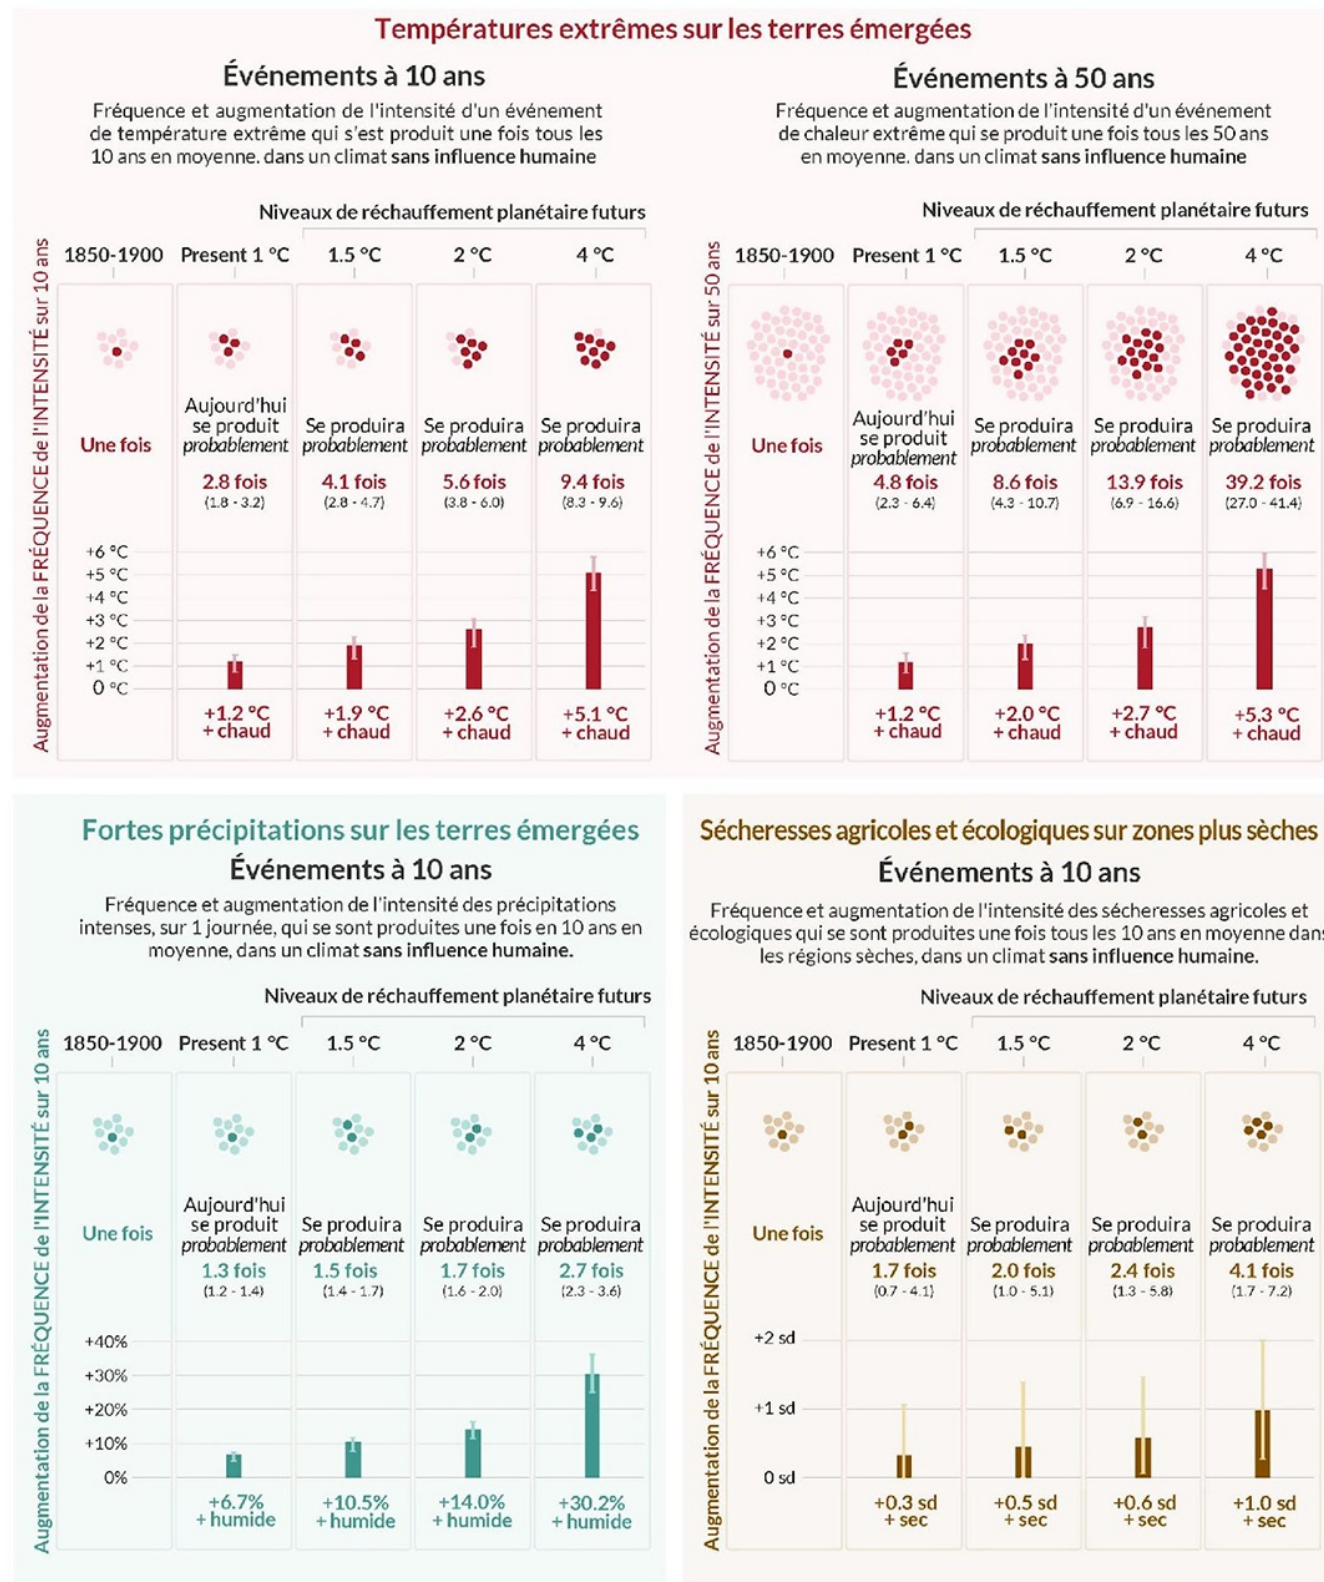 Températures extrêmes sur les terres émergées
Événements à 10 ans
Fréquence et augmentation de l'intensité d'un événement
de température extrême qui s'est produit une fois tous les
10 ans en moyenne. dans un climat sans influence humaine
Niveaux de réchauffement planétaire futurs
1850-1900 Present 1 °C 1.5 °C 2 °C 4 °C
Augmentation de la FRÉQUENCE de l'INTENSITÉ sur 10 ans
Une fois
Aujourd'hui
se produit
probablement
2.8 fois
(1.8 - 3.2)
Se produira
probablement
4.1 fois
(2.8 - 4.7)
Se produira
probablement
5.6 fois
(3.8 - 6.0)
Se produira
probablement
9.4 fois
(8.3 - 9.6)
+6 °C
+5 °C
+4 °C
+3 °C
+2 °C
+1 °C
0 °C
+1.2 °C
+ chaud
+1.9 °C
+ chaud
+2.6 °C
+ chaud
+5.1 °C
+ chaud
Événements à 50 ans
Fréquence et augmentation de l'intensité d'un événement
de chaleur extrême qui se produit une fois tous les 50 ans
en moyenne. dans un climat sans influence humaine
Niveaux de réchauffement planétaire futurs
1850-1900 Present 1 °C 1.5 °C 2 °C 4 °C
Augmentation de la FRÉQUENCE de l'INTENSITÉ sur 50 ans
Une fois
Aujourd'hui
se produit
probablement
4.8 fois
(2.3 - 6.4)
Se produira
probablement
8.6 fois
(4.3 - 10.7)
Se produira
probablement
13.9 fois
(6.9 - 16.6)
Se produira
probablement
39.2 fois
(27.0 - 41.4)
+6 °C
+5 °C
+4 °C
+3 °C
+2 °C
+1 °C
0 °C
+1.2 °C
+ chaud
+2.0 °C
+ chaud
+2.7 °C
+ chaud
+5.3 °C
+ chaud
Fortes précipitations sur les terres émergées
Événements à 10 ans
Fréquence et augmentation de l'intensité des précipitations
intenses, sur 1 journée, qui se sont produites une fois en 10 ans en
moyenne, dans un climat sans influence humaine.
Niveaux de réchauffement planétaire futurs
1850-1900 Present 1 °C 1.5 °C 2 °C 4 °C
Augmentation de la FRÉQUENCE de l'INTENSITÉ sur 10 ans
Une fois
Aujourd'hui
se produit
probablement
1.3 fois
(1.2 - 1.4)
Se produira
probablement
1.5 fois
(1.4 - 1.7)
Se produira
probablement
1.7 fois
(1.6 - 2.0)
Se produira
probablement
2.7 fois
(2.3 - 3.6)
+40%
+30%
+20%
+10%
0%
+6.7%
+ humide
+10.5%
+ humide
+14.0%
+ humide
+30.2%
+ humide
Sécheresses agricoles et écologiques sur zones plus sèches
Événements à 10 ans
Fréquence et augmentation de l'intensité des sécheresses agricoles et
écologiques qui se sont produites une fois tous les 10 ans en moyenne dans
les régions sèches, dans un climat sans influence humaine.
Niveaux de réchauffement planétaire futurs
1850-1900 Present 1 °C 1.5 °C 2 °C 4 °C
Augmentation de la FRÉQUENCE de l'INTENSITÉ sur 10 ans
Une fois
Aujourd'hui
se produit
probablement
1.7 fois
(0.7 - 4.1)
Se produira
probablement
2.0 fois
(1.0 - 5.1)
Se produira
probablement
2.4 fois
(1.3 - 5.8)
Se produira
probablement
4.1 fois
(1.7 - 7.2)
+2 sd
+1 sd
0 sd
+0.3 sd
+ sec
+0.5 sd
+ sec
+0.6 sd
+ sec
+1.0 sd
+ sec